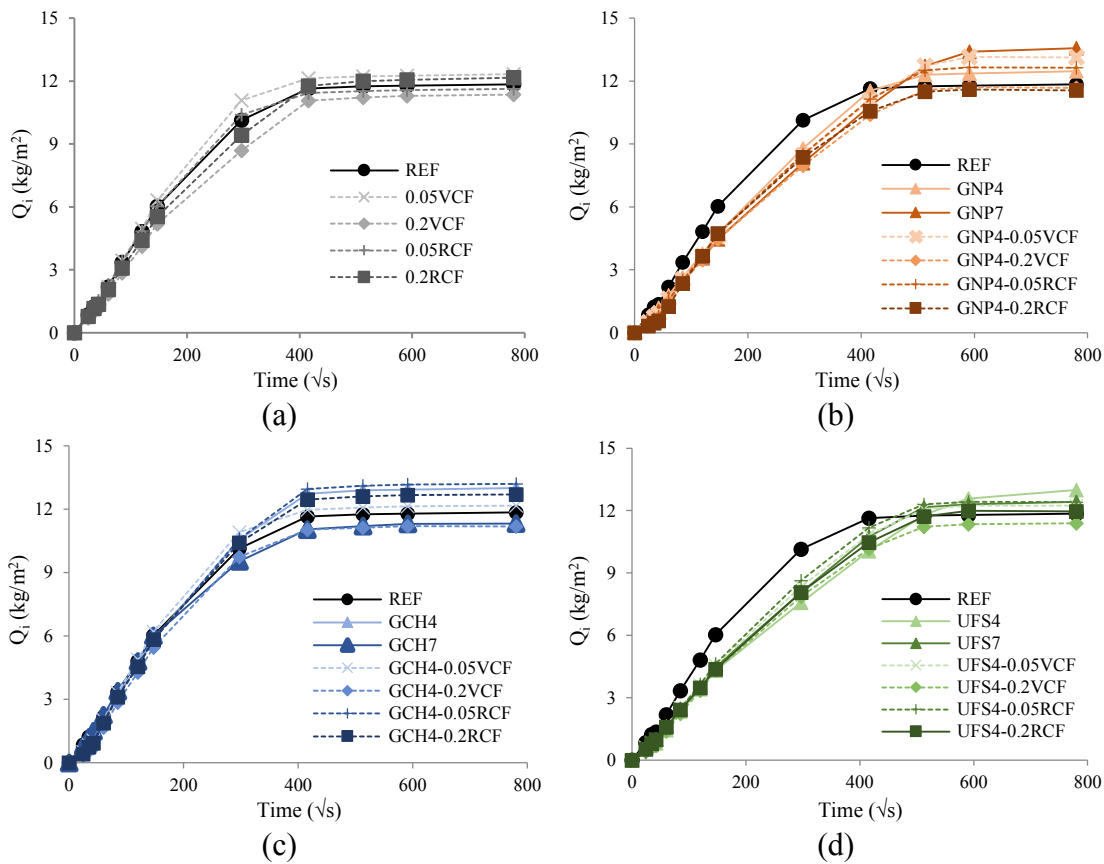 15
12
9
6
3
0
Qi (kg/m²)
REF
0.05VCF
0.2VCF
0.05RCF
0.2RCF
0 200 400 600 800
Time (√s)
(a)
15
12
9
6
3
0
Qi (kg/m²)
REF
GNP4
GNP7
GNP4-0.05VCF
GNP4-0.2VCF
GNP4-0.05RCF
GNP4-0.2RCF
0 200 400 600 800
Time (√s)
(b)
15
12
9
6
3
0
Qi (kg/m²)
REF
GCH4
GCH7
GCH4-0.05VCF
GCH4-0.2VCF
GCH4-0.05RCF
GCH4-0.2RCF
0 200 400 600 800
Time (√s)
(c)
15
12
9
6
3
0
Qi (kg/m²)
REF
UFS4
UFS7
UFS4-0.05VCF
UFS4-0.2VCF
UFS4-0.05RCF
UFS4-0.2RCF
0 200 400 600 800
Time (√s)
(d)